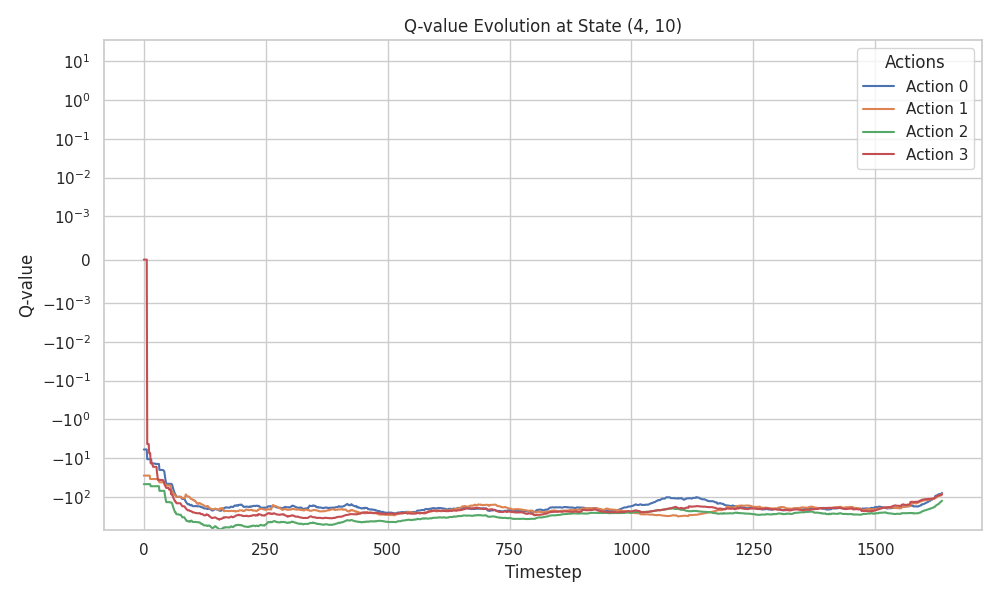 Q-value Evolution at State (4, 10)
Actions
Action 0
Action 1
Action 2
Action 3
Q-value
10¹
10⁰
10⁻¹
10⁻²
10⁻³
0
−10⁻³
−10⁻²
−10⁻¹
−10⁰
−10¹
−10²
0
250
500
750
1000
1250
1500
Timestep